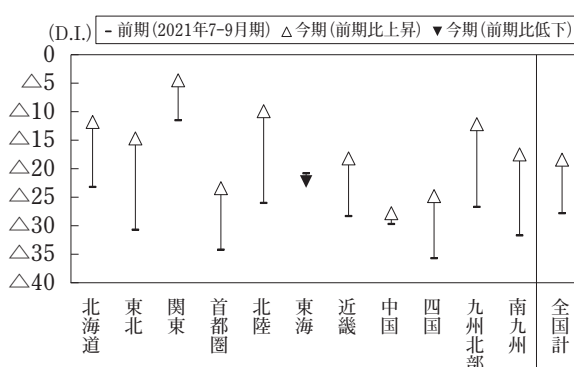 (D.I.)
- 前期(2021年7-9月期) △今期(前期比上昇) ▼今期(前期比低下)
0
△5
△10
△15
△20
△25
△30
△35
△40
北海道
東北
関東
首都圏
北陸
東海
近畿
中国
四国
九州北部
南九州
全国計